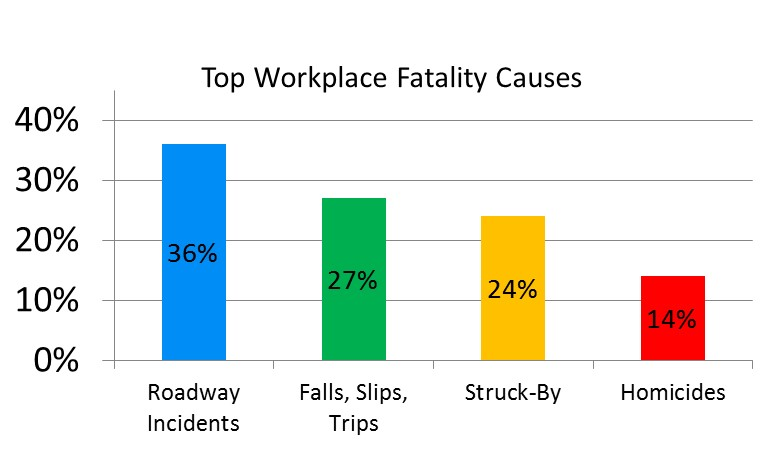 Top Workplace Fatality Causes
40%
30%
20%
10%
0%
36%
27%
24%
14%
Roadway
Incidents
Falls, Slips,
Trips
Struck-By
Homicides